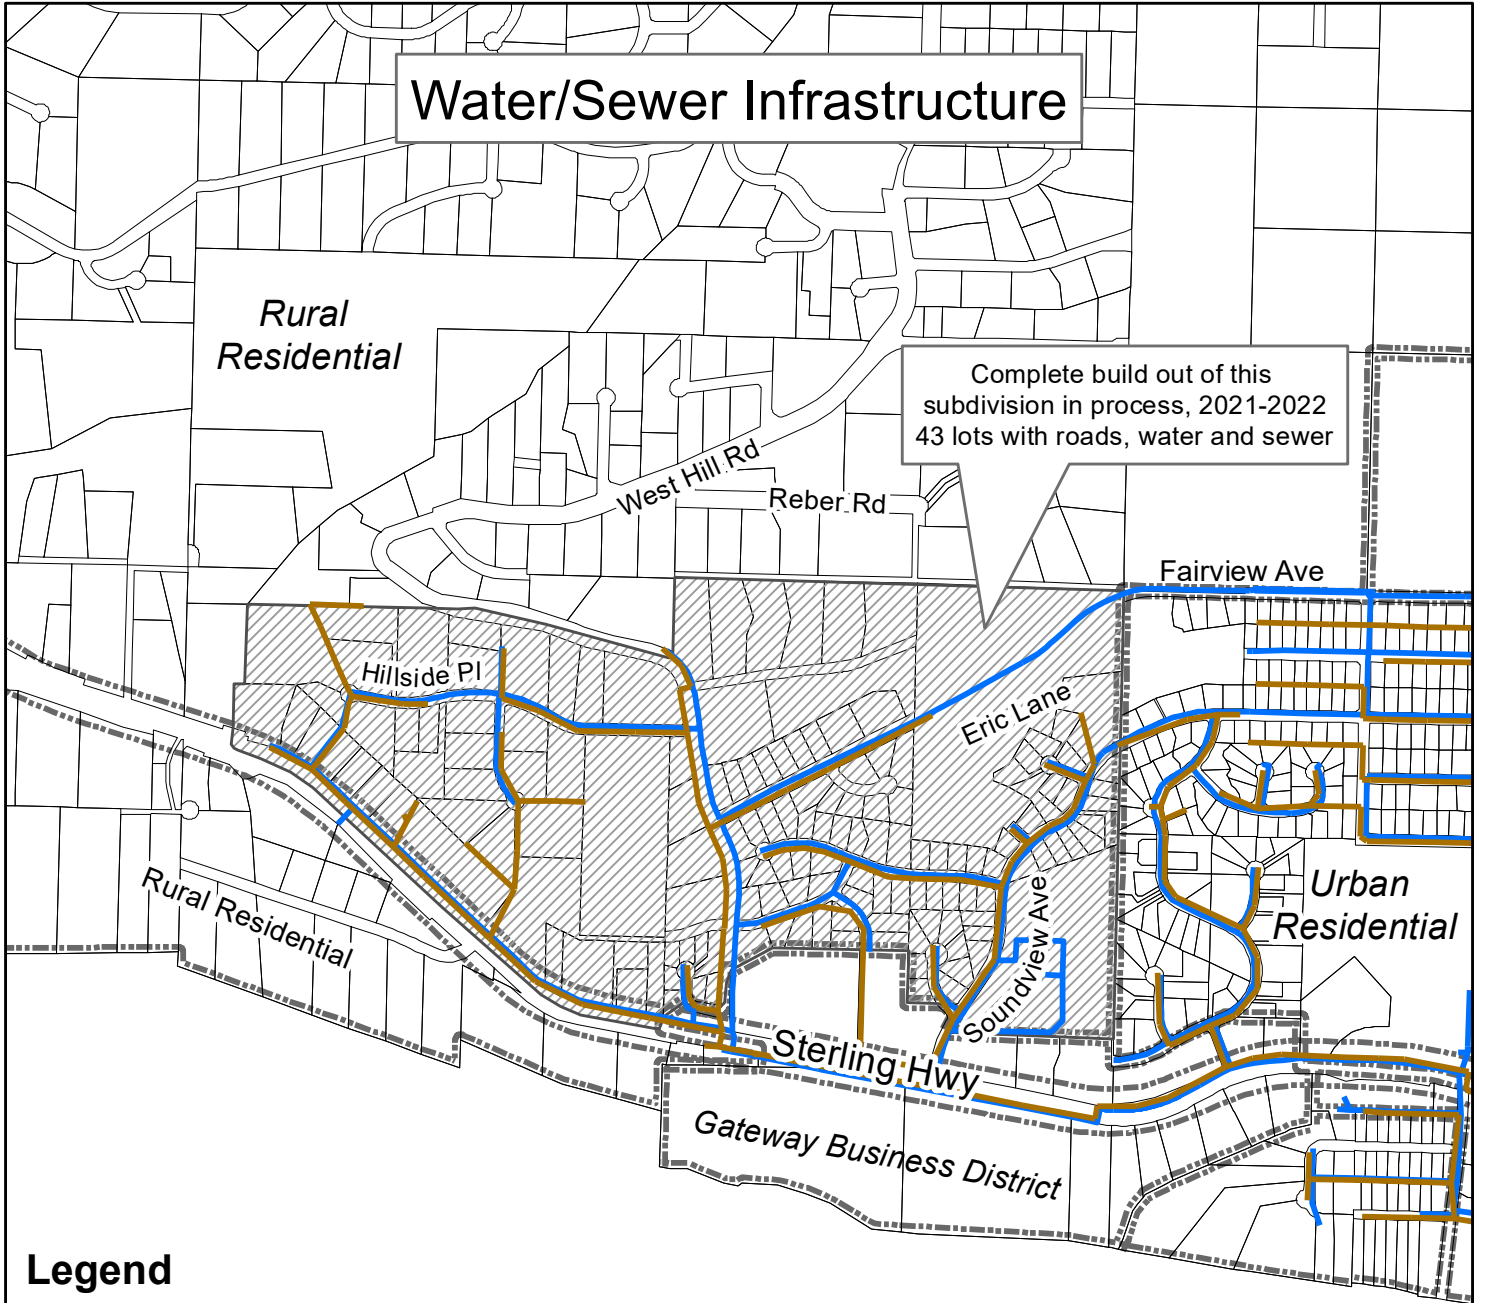 Water/Sewer Infrastructure
Rural
Residential
Complete build out of this
subdivision in process, 2021-2022
43 lots with roads, water and sewer
West Hill Rd
Reber Rd
Fairview Ave
Hillside Pl
Eric Lane
Rural Residential
Urban
Residential
Soundview Ave
Sterling Hwy
Gateway Business District
Legend